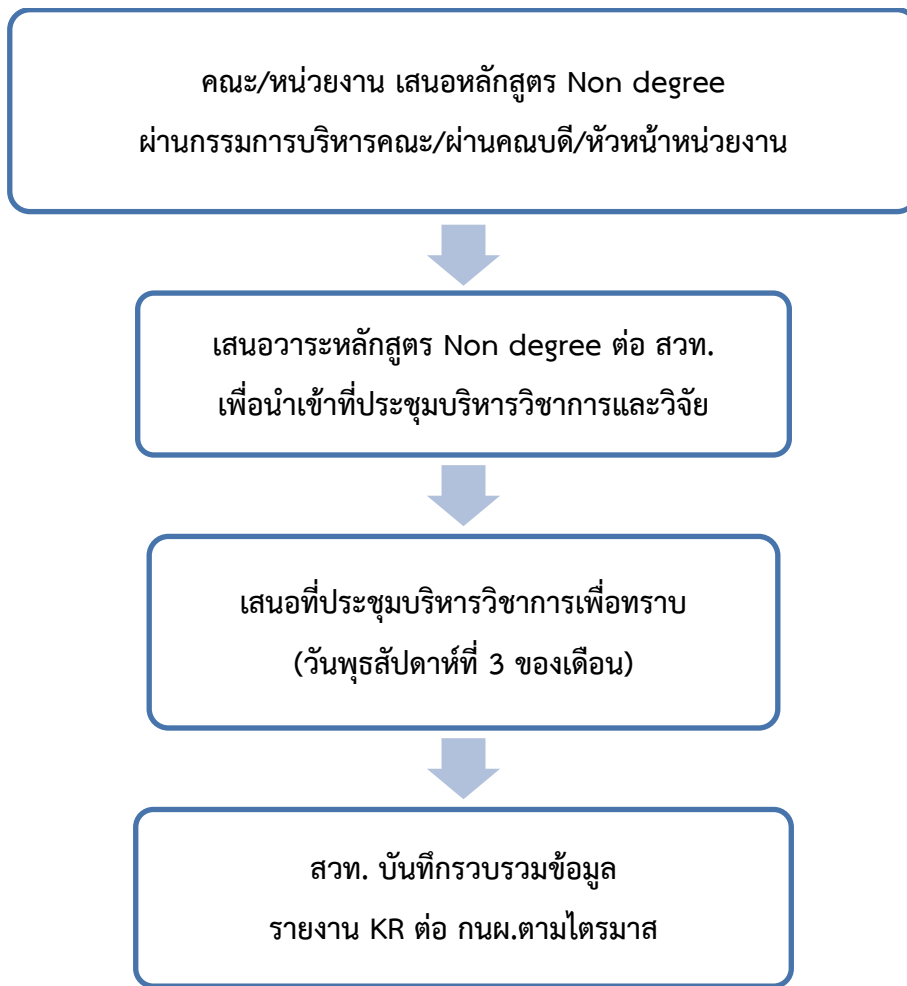 คณะ/หน่วยงาน เสนอหลักสูตร Non degree
ผ่านกรรมการบริหารคณะ/ผ่านคณบดี/หัวหน้าหน่วยงาน
เสนอวาระหลักสูตร Non degree ต่อ สวท.
เพื่อนำเข้าที่ประชุมบริหารวิชาการและวิจัย
เสนอที่ประชุมบริหารวิชาการเพื่อทราบ
(วันพุธสัปดาห์ที่ 3 ของเดือน)
สวท. บันทึกรวบรวมข้อมูล
รายงาน KR ต่อ กนผ.ตามไตรมาส